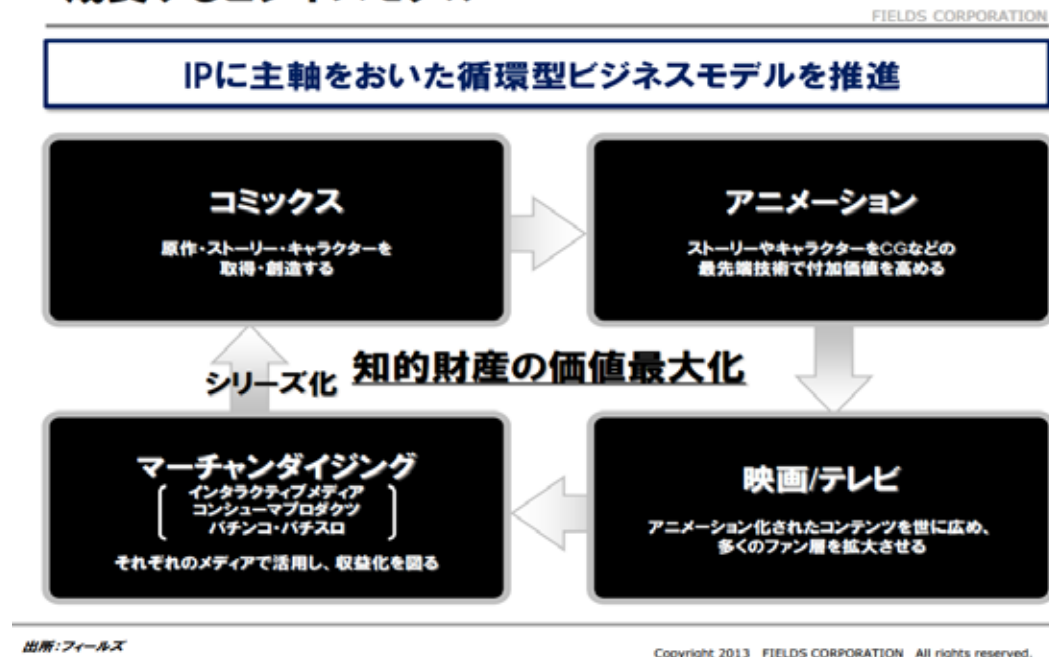 FIELDS CORPORATION
IPに主軸をおいた循環型ビジネスモデルを推進
コミックス
原作・ストーリー・キャラクターを
取得・創造する
アニメーション
ストーリーやキャラクターをCGなどの
最先端技術で付加価値を高める
シリーズ化
知的財産の価値最大化
マーチャンダイジング
インタラクティブメディア
コンシューマプロダクツ
パチンコ・パチスロ
それぞれのメディアで活用し、収益化を図る
映画/テレビ
アニメーション化されたコンテンツを世に広め、
多くのファン層を拡大させる
出所:フィールズ
Copyright 2013 FIELDS CORPORATION All rights reserved.